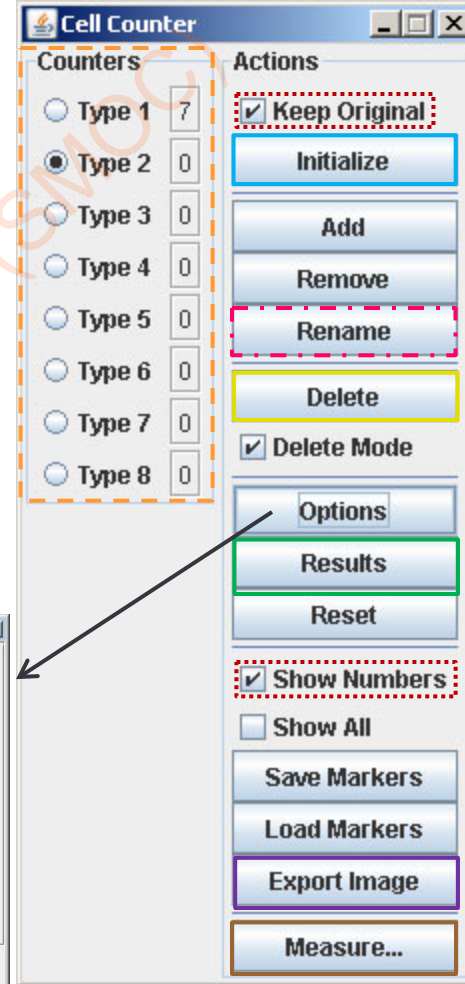 Cell Counter
Counters
Type 1 7
Type 2 0
Type 3 0
Type 4 0
Type 5 0
Type 6 0
Type 7 0
Type 8 0
Actions
Keep Original
Initialize
Add
Remove
Rename
Delete
Delete Mode
Options
Results
Reset
Show Numbers
Show All
Save Markers
Load Markers
Export Image
Measure...
(SMOC)